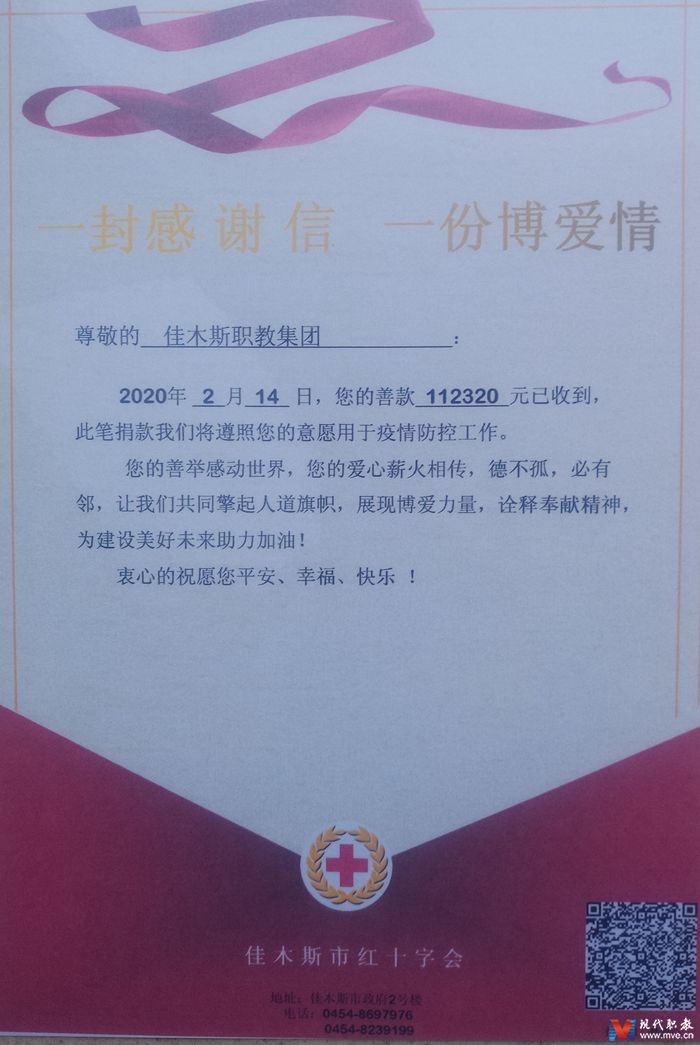 一封感谢信 一份博爱情
尊敬的 佳木斯职教集团 :
2020年 2 月 14 日，您的善款 112320 元已收到，
此笔捐款我们将遵照您的意愿用于疫情防控工作。
您的善举感动世界，您的爱心薪火相传，德不孤，必有
邻，让我们共同擎起人道旗帜，展现博爱力量，诠释奉献精神，
为建设美好未来助力加油！
衷心的祝愿您平安、幸福、快乐 ！
佳木斯市红十字会
地址：佳木斯市政府2号楼
电话：0454-8697976
0454-8239199
现代职教
www.mve.cn